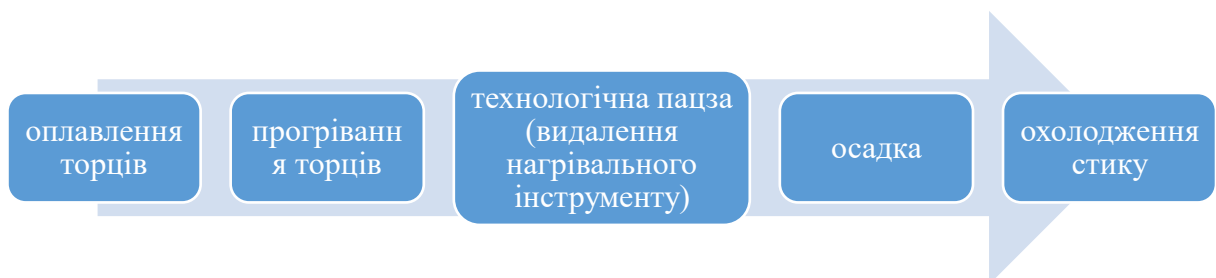 оплавлення
торців
прогріванн
я торців
технологічна пацза
(видалення
нагрівального
інструменту)
осадка
охолодження
стику